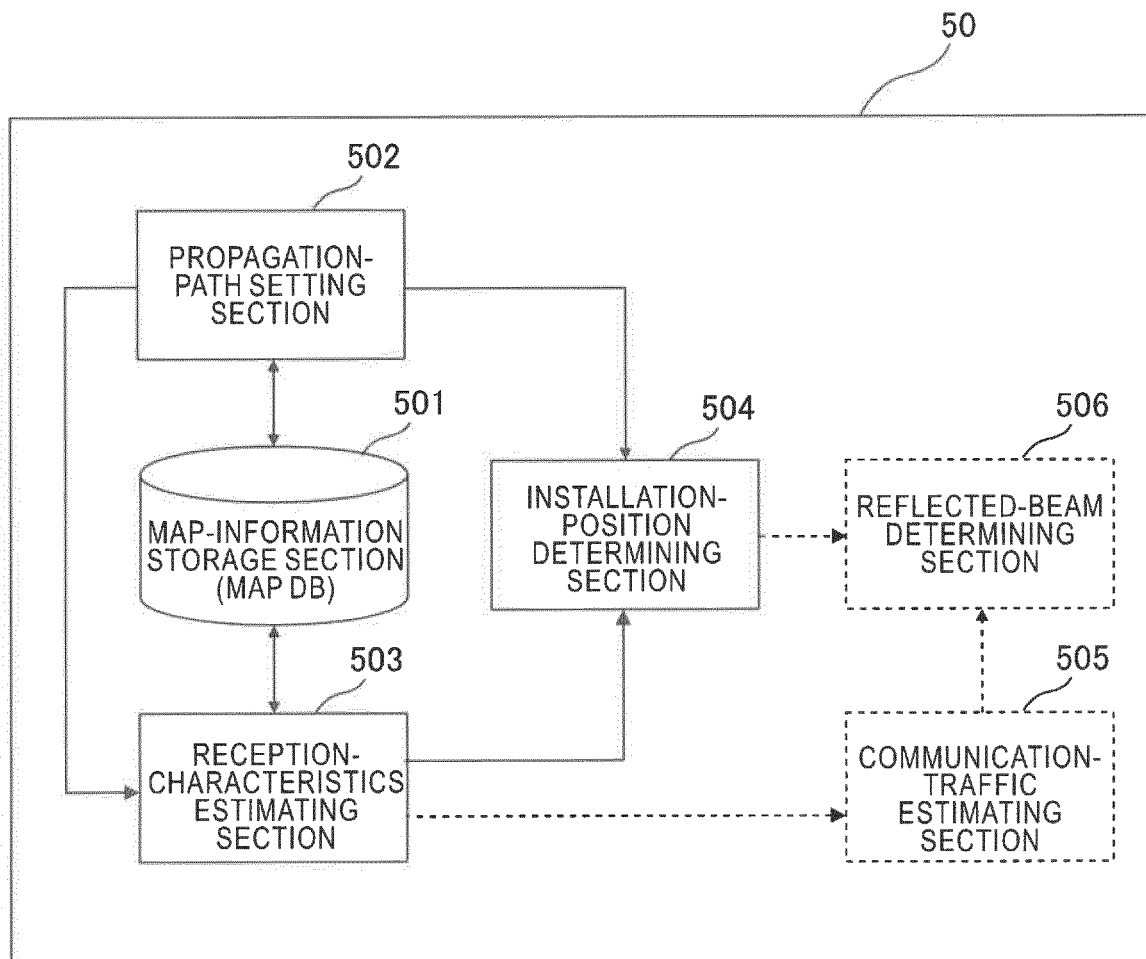 50
502
PROPAGATION-
PATH SETTING
SECTION
501
MAP-INFORMATION
STORAGE SECTION
(MAP DB)
503
RECEPTION-
CHARACTERISTICS
ESTIMATING
SECTION
504
INSTALLATION-
POSITION
DETERMINING
SECTION
506
REFLECTED-BEAM
DETERMINING
SECTION
505
COMMUNICATION-
TRAFFIC
ESTIMATING
SECTION